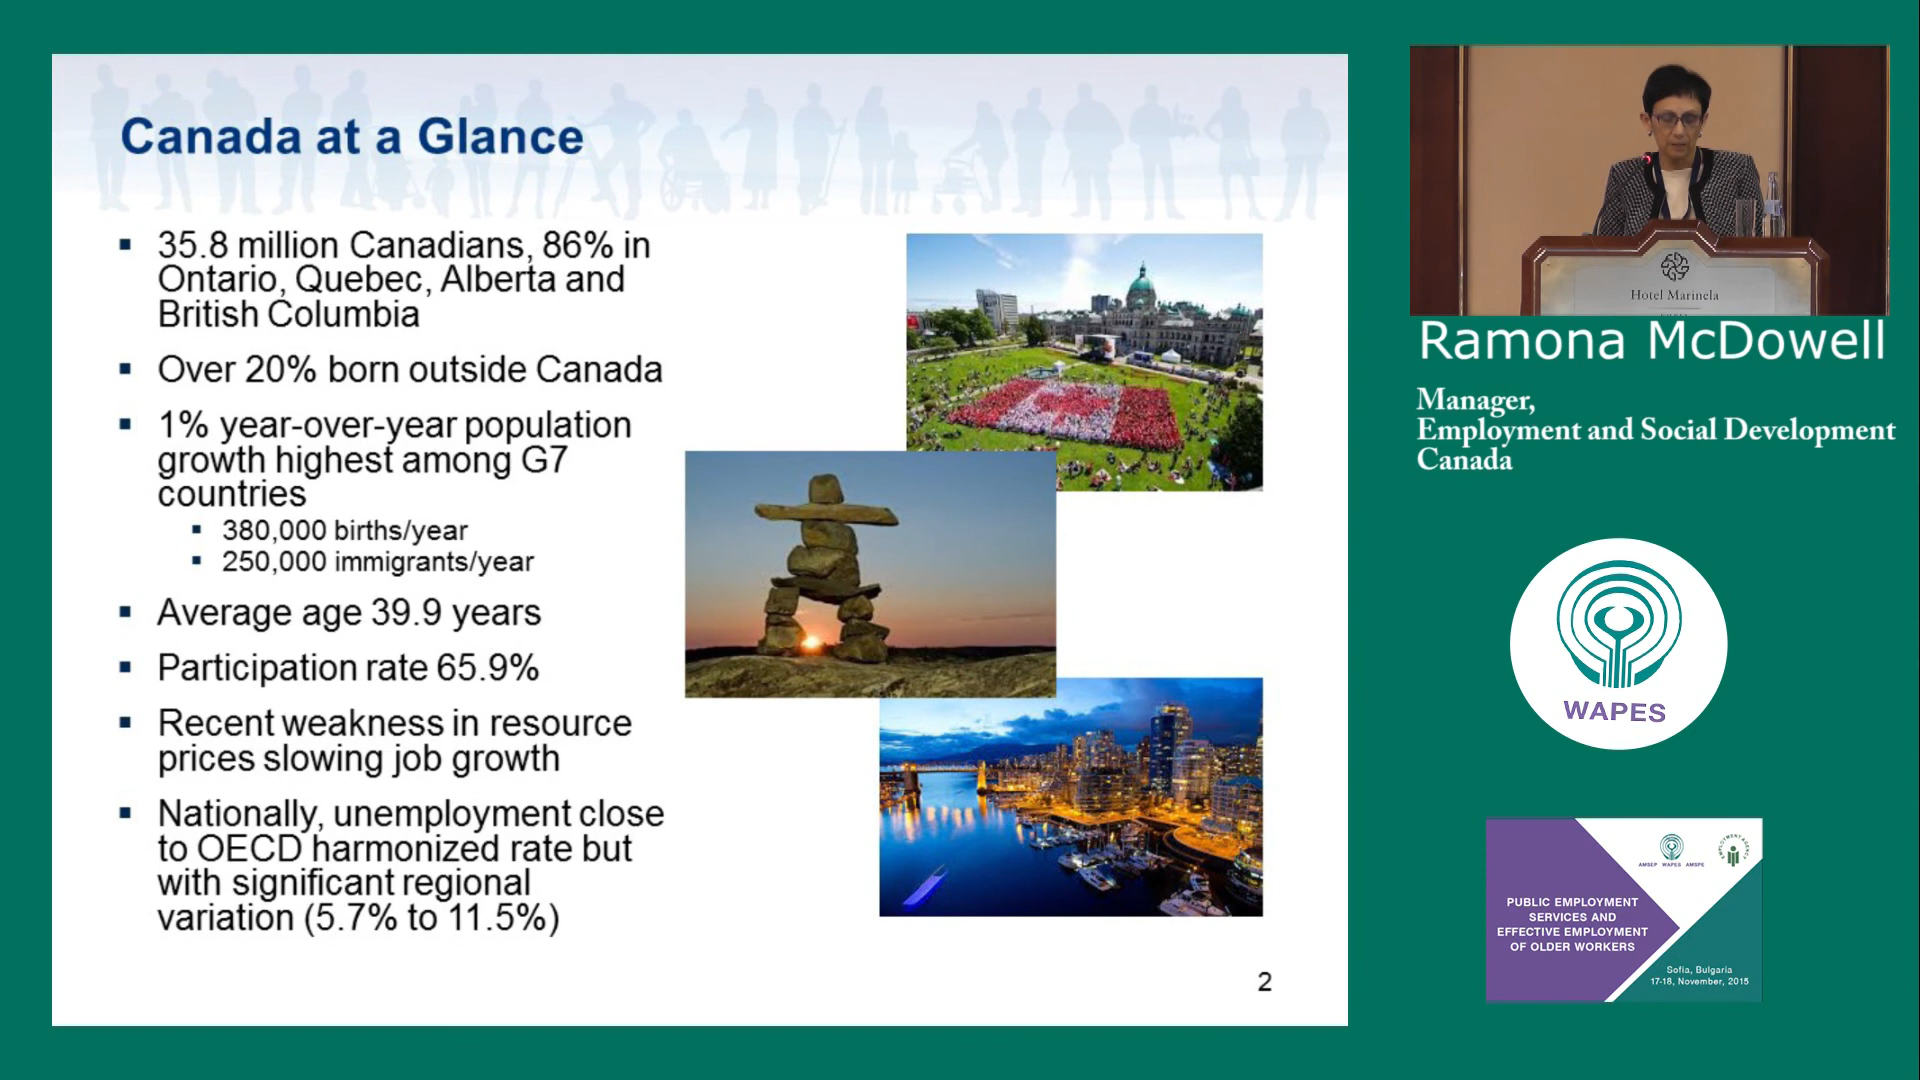 Canada at a Glance
35.8 million Canadians, 86% in
Ontario, Quebec, Alberta and
British Columbia
Over 20% born outside Canada
1% year-over-year population
growth highest among G7
countries
380,000 births/year
250,000 immigrants/year
Average age 39.9 years
Participation rate 65.9%
Recent weakness in resource
prices slowing job growth
Nationally, unemployment close
to OECD harmonized rate but
with significant regional
variation (5.7% to 11.5%)
2
Hotel Marinela
Ramona McDowell
Manager,
Employment and Social Development
Canada
WAPES
AMSEP WAPES AMSPE
EMPLOYMENT AGENCY
PUBLIC EMPLOYMENT
SERVICES AND
EFFECTIVE EMPLOYMENT
OF OLDER WORKERS
Sofia, Bulgaria
17-18, November, 2015